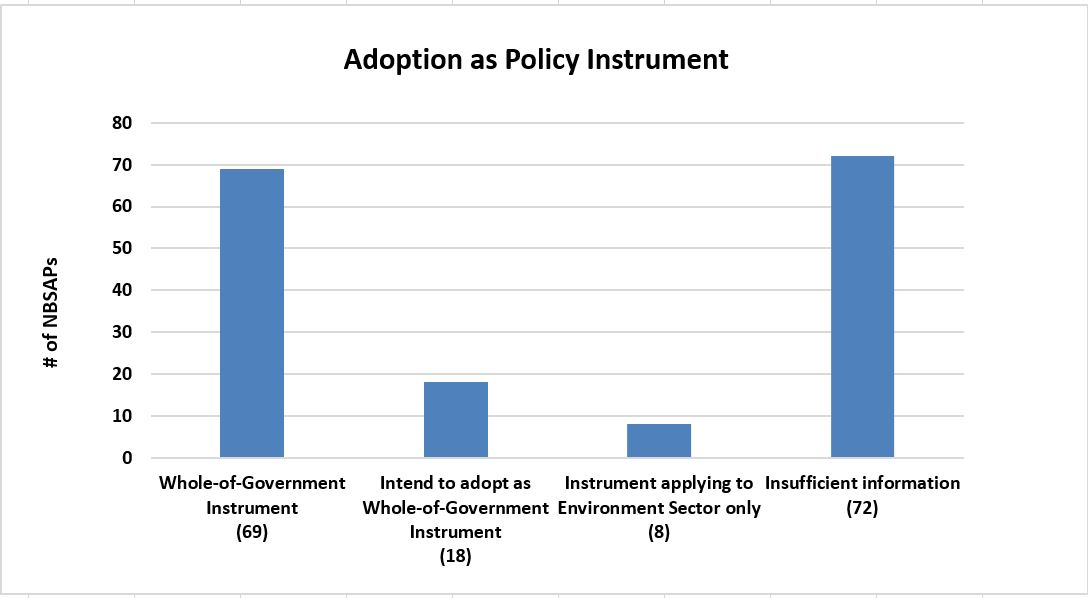 Adoption as Policy Instrument
# of NBSAPs
80
70
60
50
40
30
20
10
0
Whole-of-Government
Instrument
(69)
Intend to adopt as
Whole-of-Government
Instrument
(18)
Instrument applying to
Environment Sector only
(8)
Insufficient information
(72)